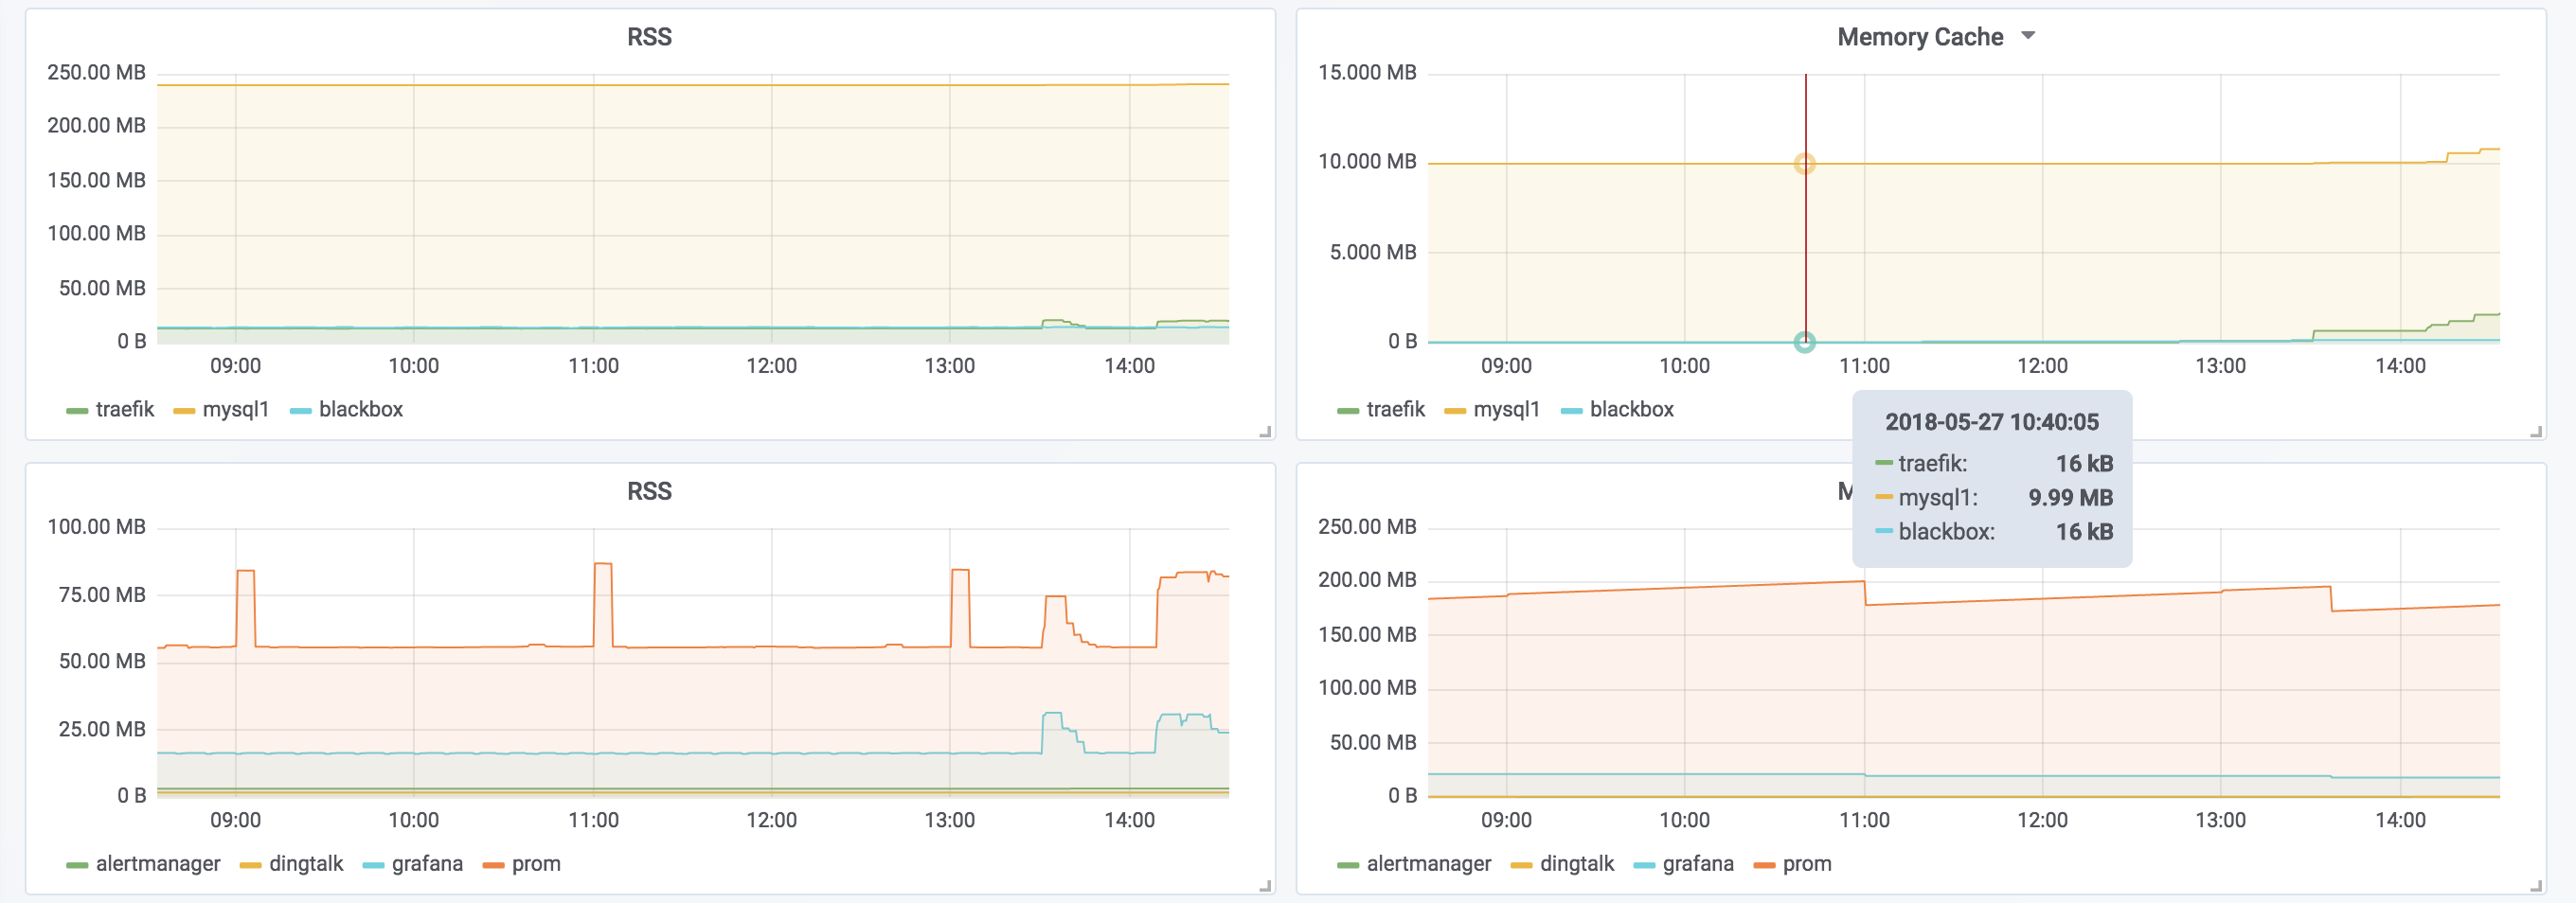 RSS
250.00 MB
200.00 MB
150.00 MB
100.00 MB
50.00 MB
0 B
09:00 10:00 11:00 12:00 13:00 14:00
traefik mysql1 blackbox
Memory Cache
15.000 MB
10.000 MB
5.000 MB
0 B
09:00 10:00 11:00 12:00 13:00 14:00
traefik mysql1 blackbox
2018-05-27 10:40:05
traefik: 16 kB
mysql1: 9.99 MB
blackbox: 16 kB
RSS
100.00 MB
75.00 MB
50.00 MB
25.00 MB
0 B
09:00 10:00 11:00 12:00 13:00 14:00
alertmanager dingtalk grafana prom
M
250.00 MB
200.00 MB
150.00 MB
100.00 MB
50.00 MB
0 B
09:00 10:00 11:00 12:00 13:00 14:00
alertmanager dingtalk grafana prom